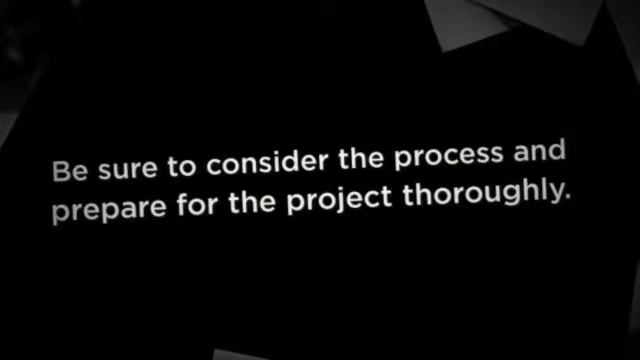 Be sure to consider the process and
prepare for the project thoroughly.